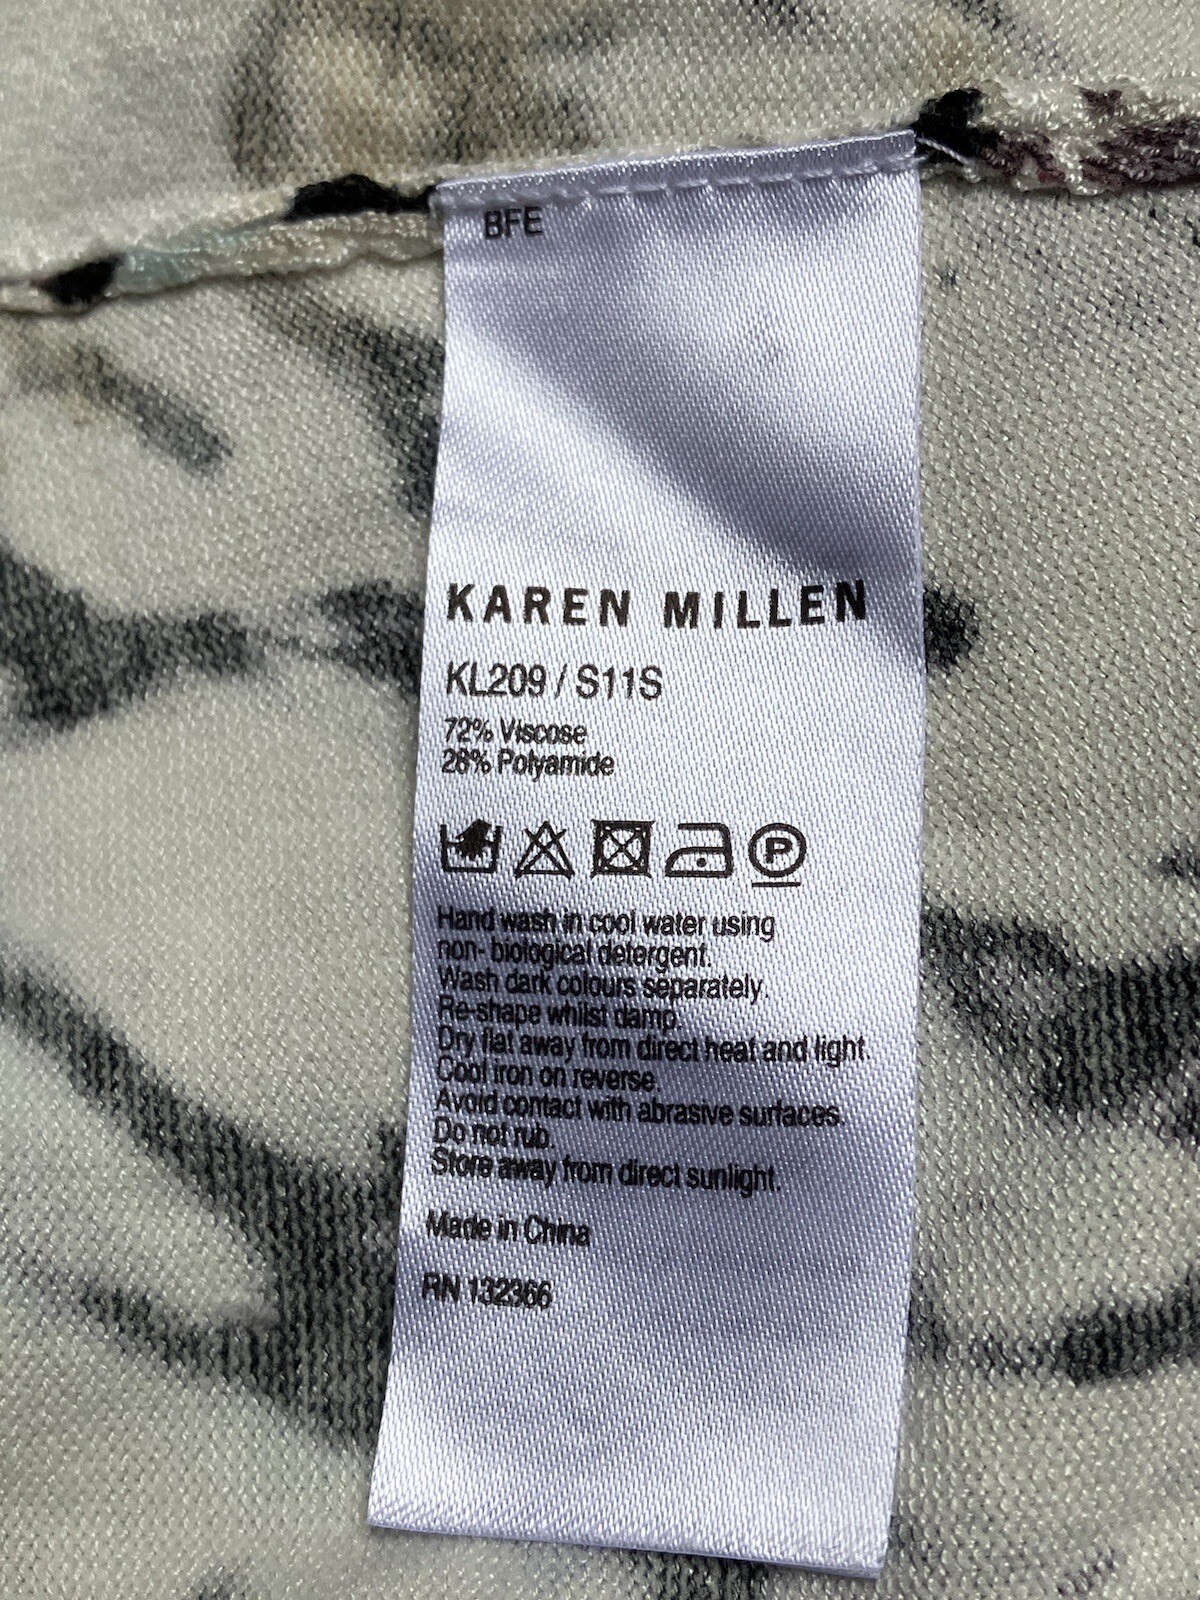 BFE
KAREN MILLEN
KL209 / S11S
72% Viscose
28% Polyamide
P
Hand wash in cool water using
non- biological detergent.
Wash dark colours separately.
Re-shape whilst damp.
Dry flat away from direct heat and light.
Cool iron on reverse.
Avoid contact with abrasive surfaces.
Do not rub.
Store away from direct sunlight.
Made in China
RN 132366